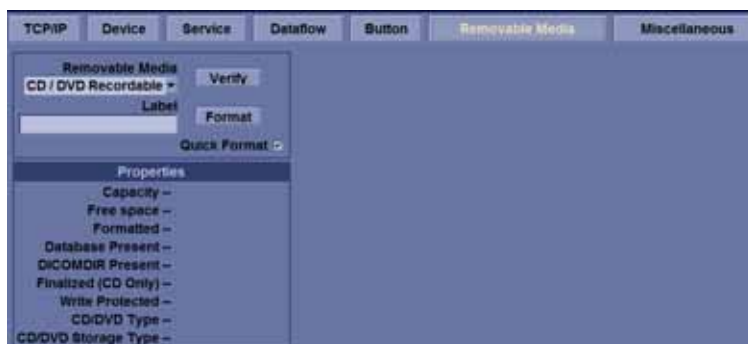 TCP/IP Device Service Dataflow Button Removable Media Miscellaneous
Removable Media
CD / DVD Recordable
Verify
Label
Format
Quick Format
Properties
Capacity --
Free space --
Formatted --
Database Present --
DICOMDIR Present --
Finalized (CD Only) --
Write Protected --
CD/DVD Type --
CD/DVD Storage Type --